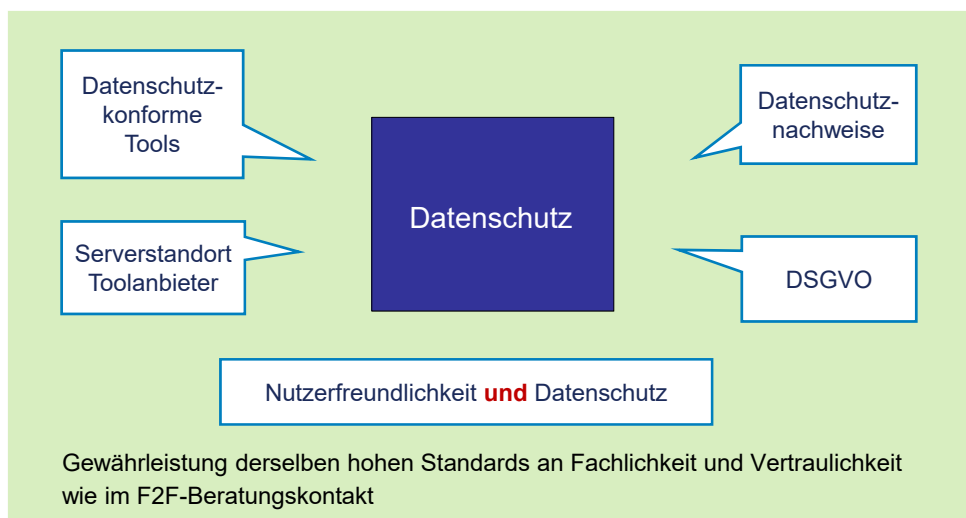 Datenschutz-
konforme
Tools
Datenschutz-
nachweise
Datenschutz
Serverstandort
Toolanbieter
DSGVO
Nutzerfreundlichkeit und Datenschutz
Gewährleistung derselben hohen Standards an Fachlichkeit und Vertraulichkeit
wie im F2F-Beratungskontakt